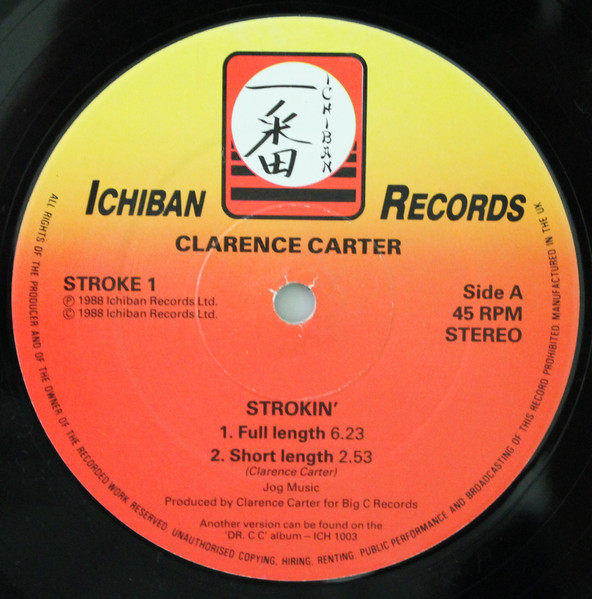 一番
ICHIBAN
ICHIBAN RECORDS
CLARENCE CARTER
STROKE 1
Ⓟ 1988 Ichiban Records Ltd.
© 1988 Ichiban Records Ltd.
Side A
45 RPM
STEREO
STROKIN'
1. Full length 6.23
2. Short length 2.53
(Clarence Carter)
Jog Music
Produced by Clarence Carter for Big C Records
Another version can be found on the
'DR. C C' album – ICH 1003
ALL RIGHTS OF THE PRODUCER AND OF THE OWNER OF THE RECORDED WORK RESERVED. UNAUTHORISED COPYING, HIRING, RENTING, PUBLIC PERFORMANCE AND BROADCASTING OF THIS RECORD PROHIBITED. MANUFACTURED IN THE UK